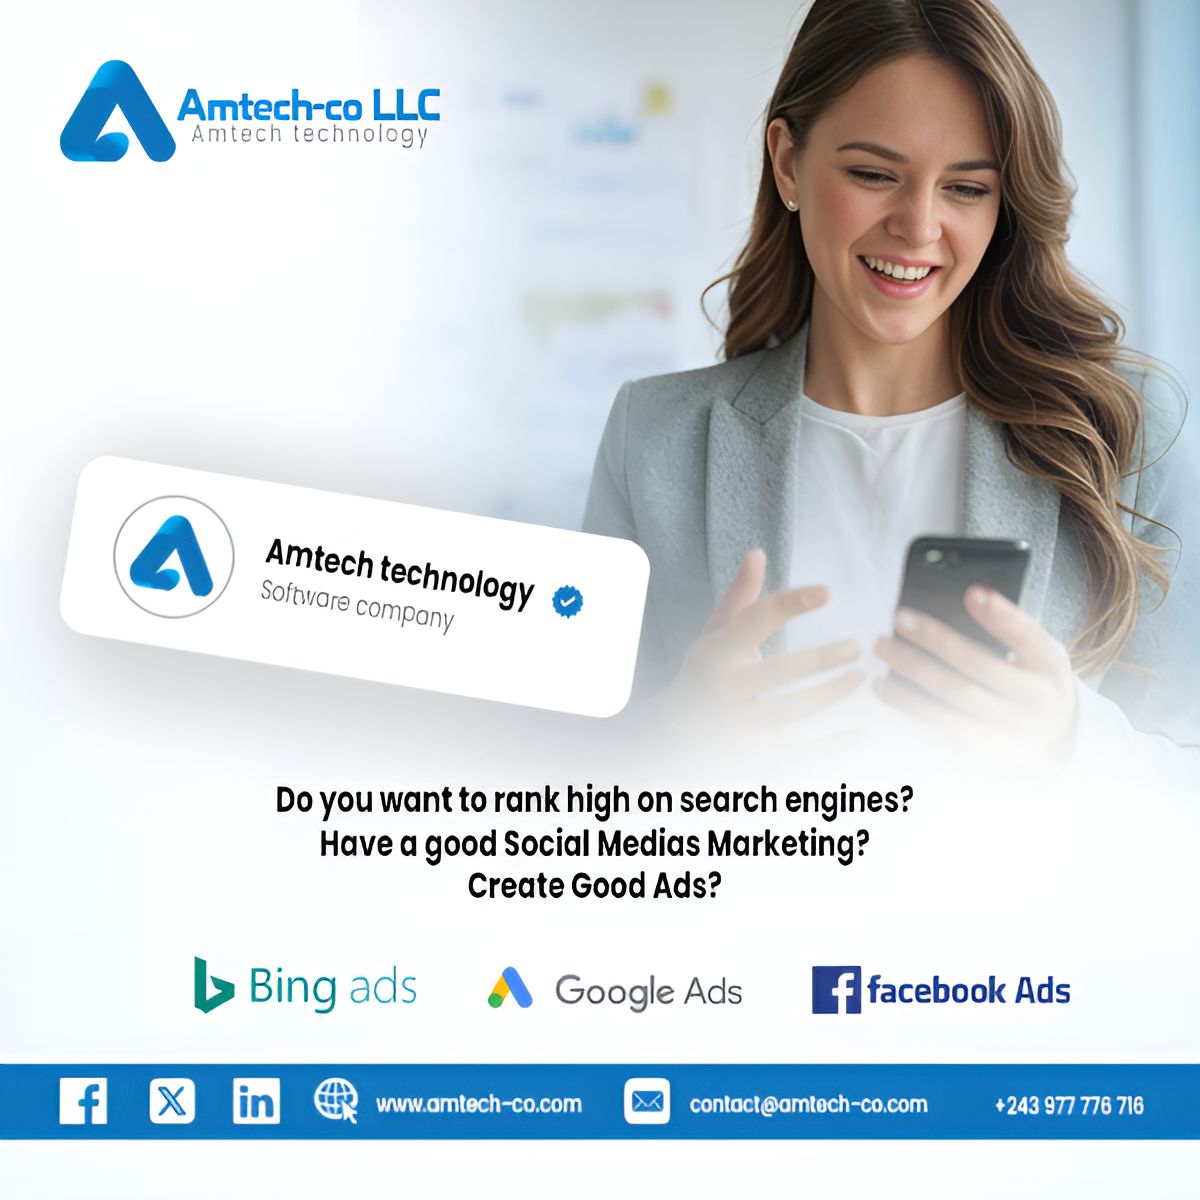 Amtech-co LLC
Amtech technology
Amtech technology
Software company
Do you want to rank high on search engines?
Have a good Social Medias Marketing?
Create Good Ads?
Bing ads
Google Ads
facebook Ads
www.amtech-co.com
contact@amtech-co.com
+243 977 776 716